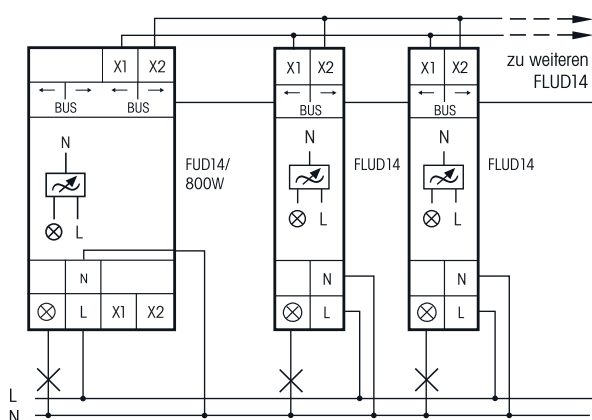 X1 X2 X1 X2 X1 X2
zu weiteren
FLUD14
BUS BUS BUS BUS
N N N
FUD14/
800W
FLUD14 FLUD14
L L L
N N N
L X1 X2 L L
L
N